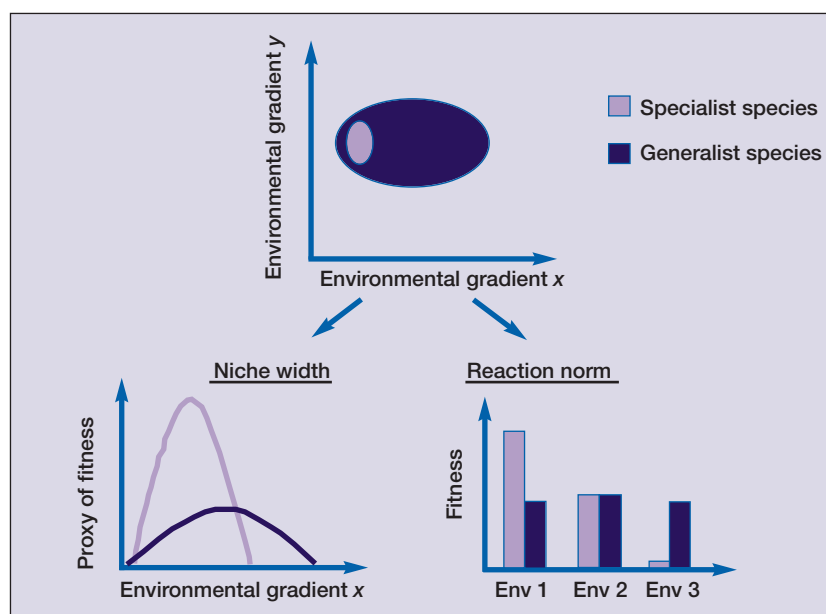 Environmental gradient y
Environmental gradient x
Specialist species
Generalist species
Niche width
Proxy of fitness
Environmental gradient x
Reaction norm
Fitness
Env 1 Env 2 Env 3